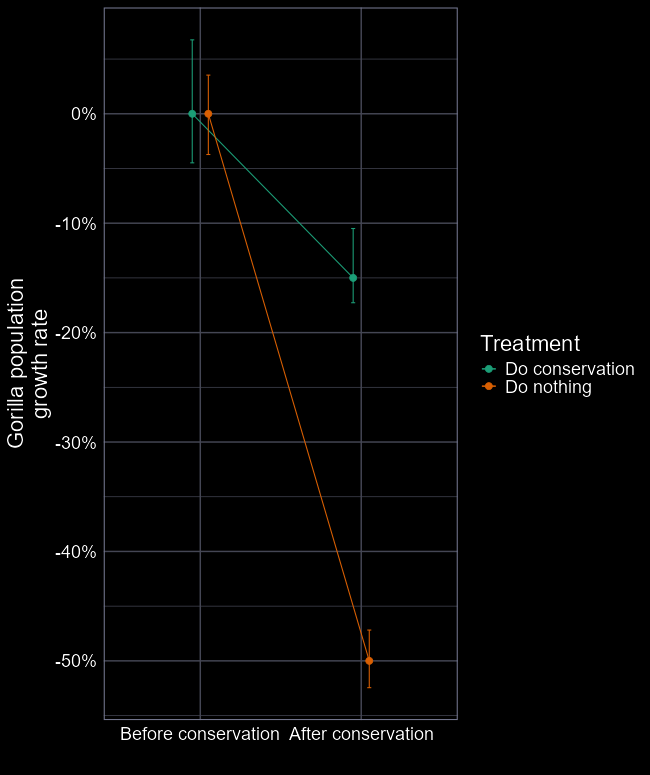 Gorilla population
growth rate
0%
-10%
-20%
-30%
-40%
-50%
Before conservation
After conservation
Treatment
Do conservation
Do nothing